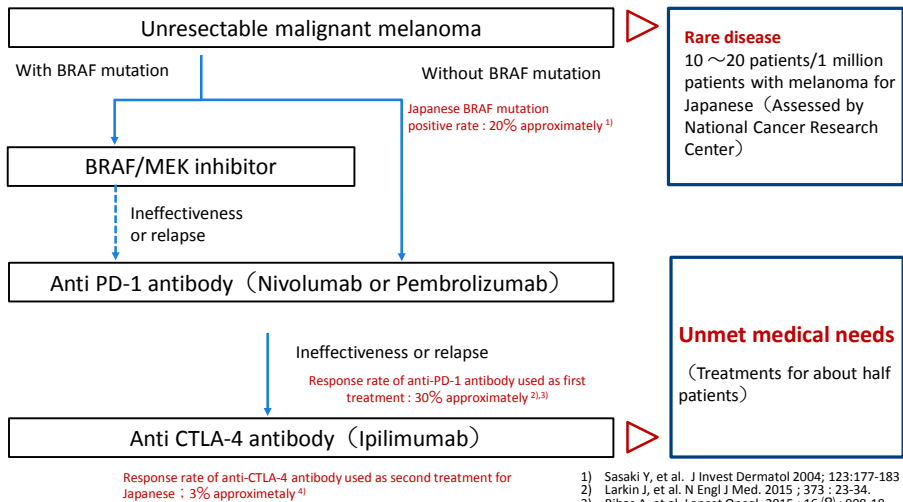 Unresectable malignant melanoma
With BRAF mutation
Without BRAF mutation
Japanese BRAF mutation
positive rate : 20% approximately 1)
BRAF/MEK inhibitor
Ineffectiveness
or relapse
Anti PD-1 antibody（Nivolumab or Pembrolizumab）
Ineffectiveness or relapse
Response rate of anti-PD-1 antibody used as first
treatment : 30% approximately 2),3)
Anti CTLA-4 antibody（Ipilimumab）
Response rate of anti-CTLA-4 antibody used as second treatment for
Japanese：3% approximetaly 4)
Rare disease
10 ～20 patients/1 million
patients with melanoma for
Japanese（Assessed by
National Cancer Research
Center）
Unmet medical needs
（Treatments for about half
patients）
1) Sasaki Y, et al. J Invest Dermatol 2004; 123:177-183
2) Larkin J, et al. N Engl J Med. 2015 ; 373 : 23-34.